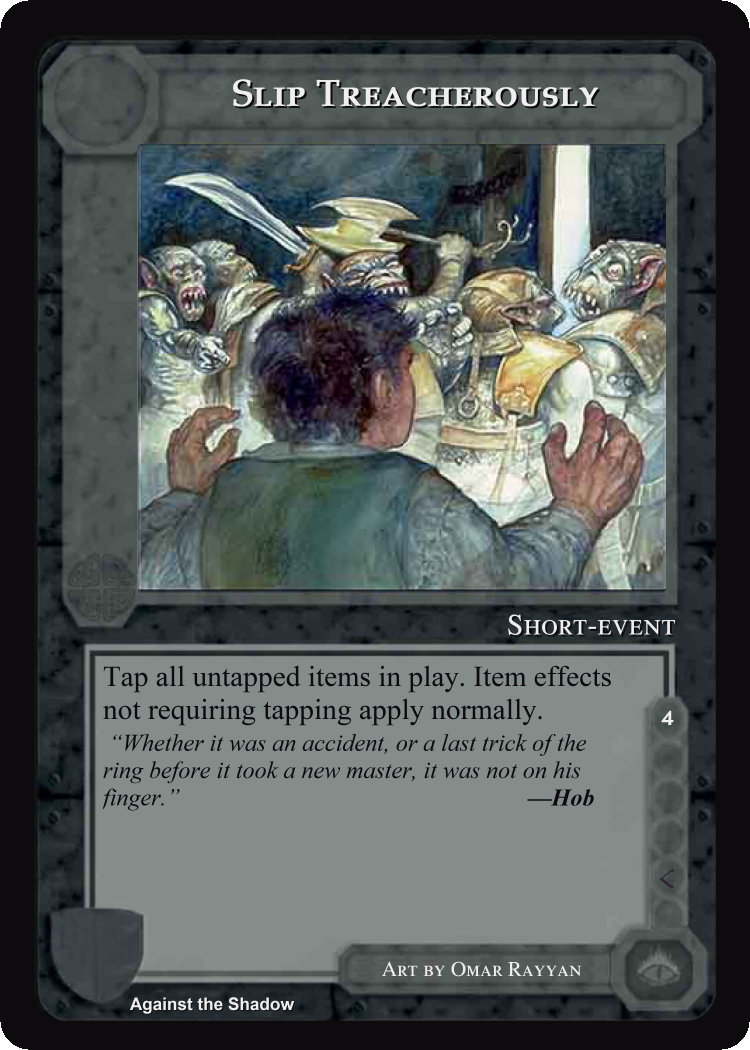 Slip Treacherously
Short-event
Tap all untapped items in play. Item effects
not requiring tapping apply normally.
“Whether it was an accident, or a last trick of the
ring before it took a new master, it was not on his
finger.” —Hob
4
<
Art by Omar Rayyan
Against the Shadow